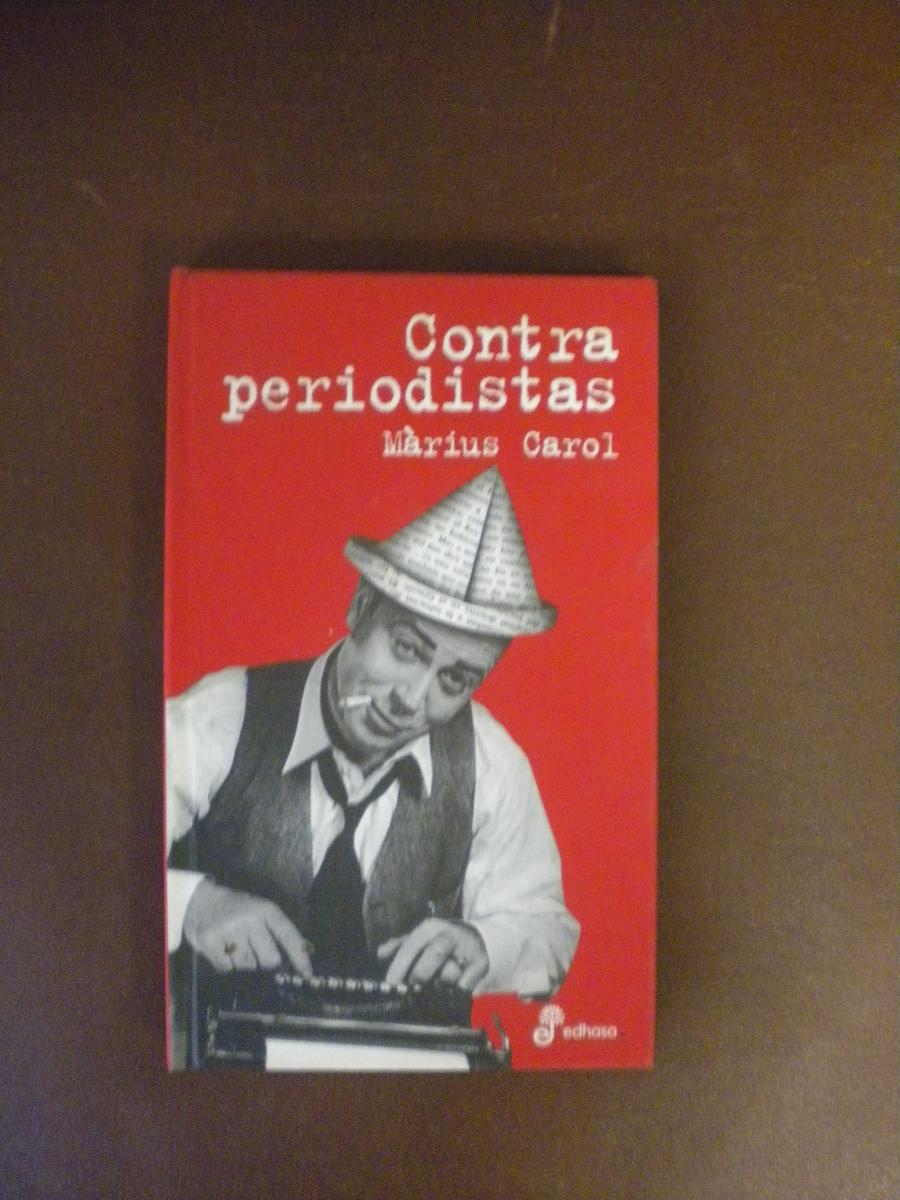 Contra
periodistas
Màrius Carol
edhasa